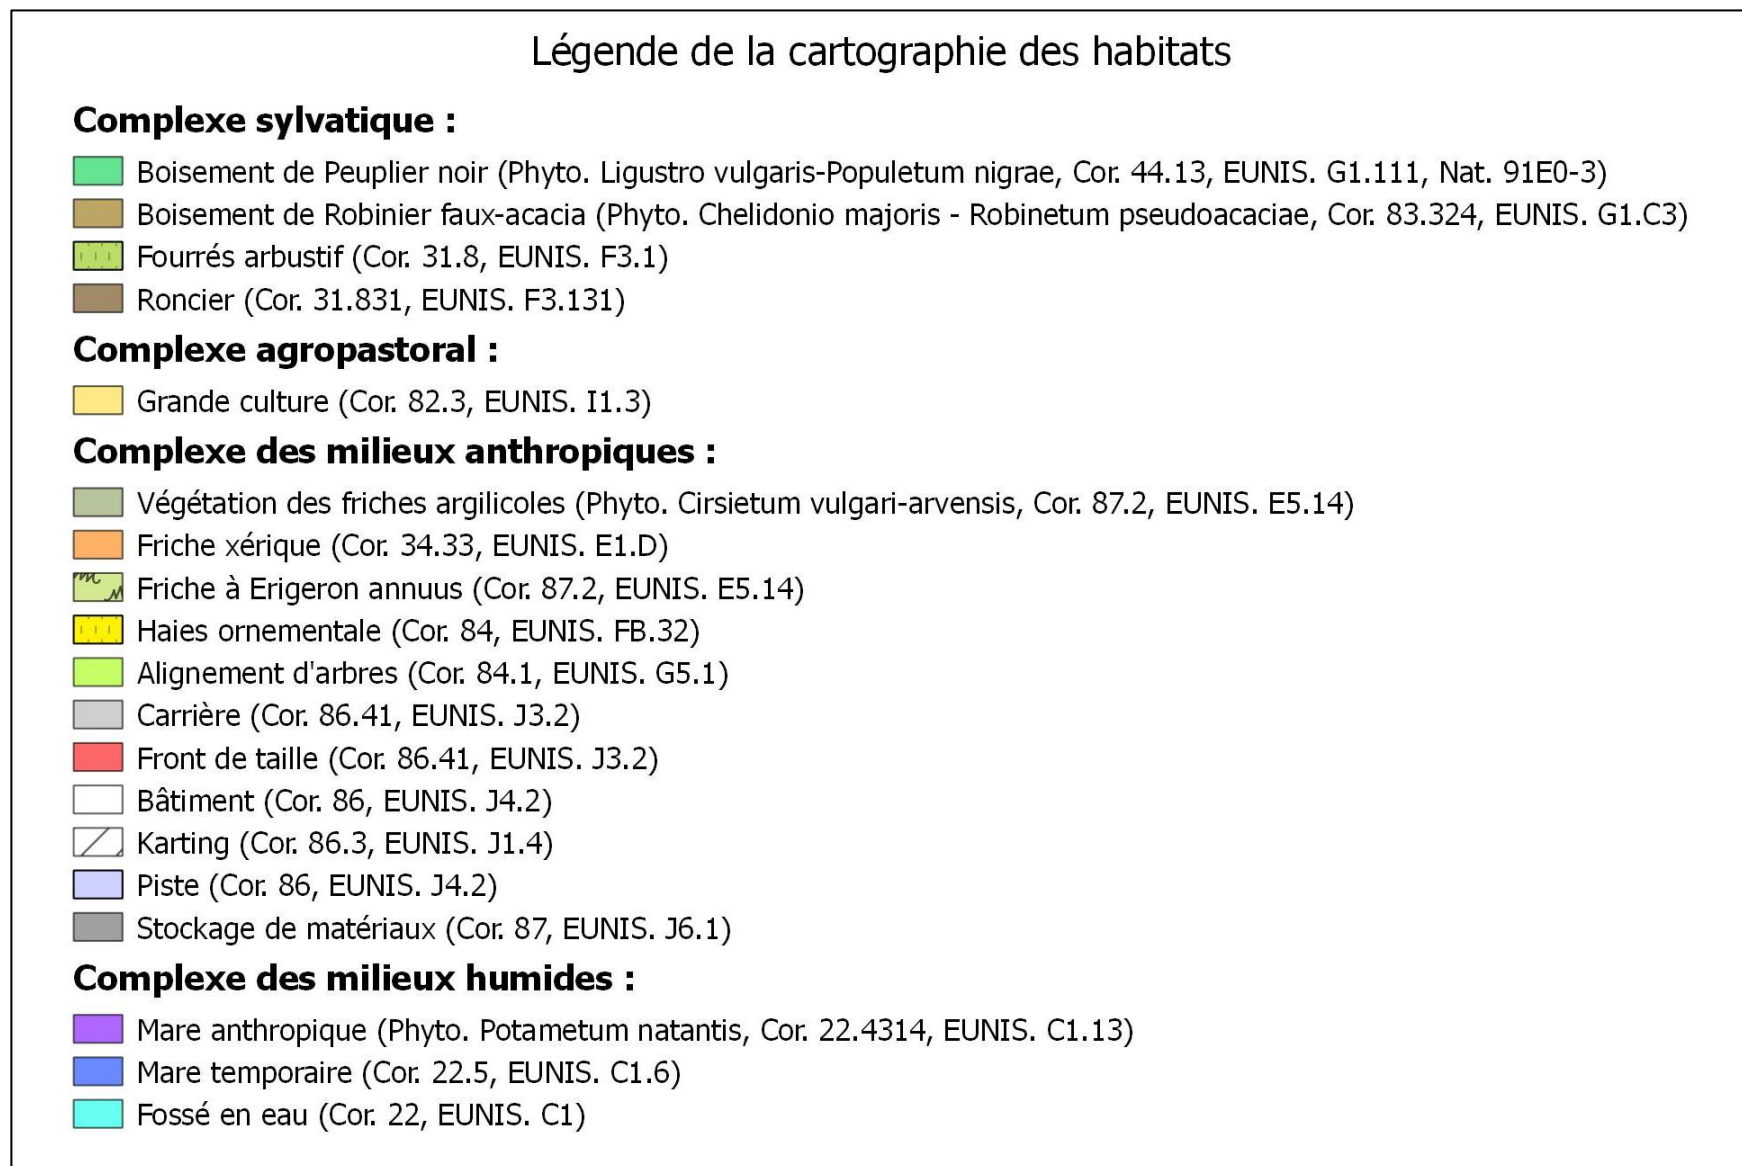 Légende de la cartographie des habitats
Complexe sylvatique :
Boisement de Peuplier noir (Phyto. Ligustro vulgaris-Populetum nigrae, Cor. 44.13, EUNIS. G1.111, Nat. 91E0-3)
Boisement de Robinier faux-acacia (Phyto. Chelidonio majoris - Robinetum pseudoacaciae, Cor. 83.324, EUNIS. G1.C3)
Fourrés arbustif (Cor. 31.8, EUNIS. F3.1)
Roncier (Cor. 31.831, EUNIS. F3.131)
Complexe agropastoral :
Grande culture (Cor. 82.3, EUNIS. I1.3)
Complexe des milieux anthropiques :
Végétation des friches argilicoles (Phyto. Cirsietum vulgari-arvensis, Cor. 87.2, EUNIS. E5.14)
Friche xérique (Cor. 34.33, EUNIS. E1.D)
Friche à Erigeron annuus (Cor. 87.2, EUNIS. E5.14)
Haies ornementale (Cor. 84, EUNIS. FB.32)
Alignement d'arbres (Cor. 84.1, EUNIS. G5.1)
Carrière (Cor. 86.41, EUNIS. J3.2)
Front de taille (Cor. 86.41, EUNIS. J3.2)
Bâtiment (Cor. 86, EUNIS. J4.2)
Karting (Cor. 86.3, EUNIS. J1.4)
Piste (Cor. 86, EUNIS. J4.2)
Stockage de matériaux (Cor. 87, EUNIS. J6.1)
Complexe des milieux humides :
Mare anthropique (Phyto. Potametum natantis, Cor. 22.4314, EUNIS. C1.13)
Mare temporaire (Cor. 22.5, EUNIS. C1.6)
Fossé en eau (Cor. 22, EUNIS. C1)